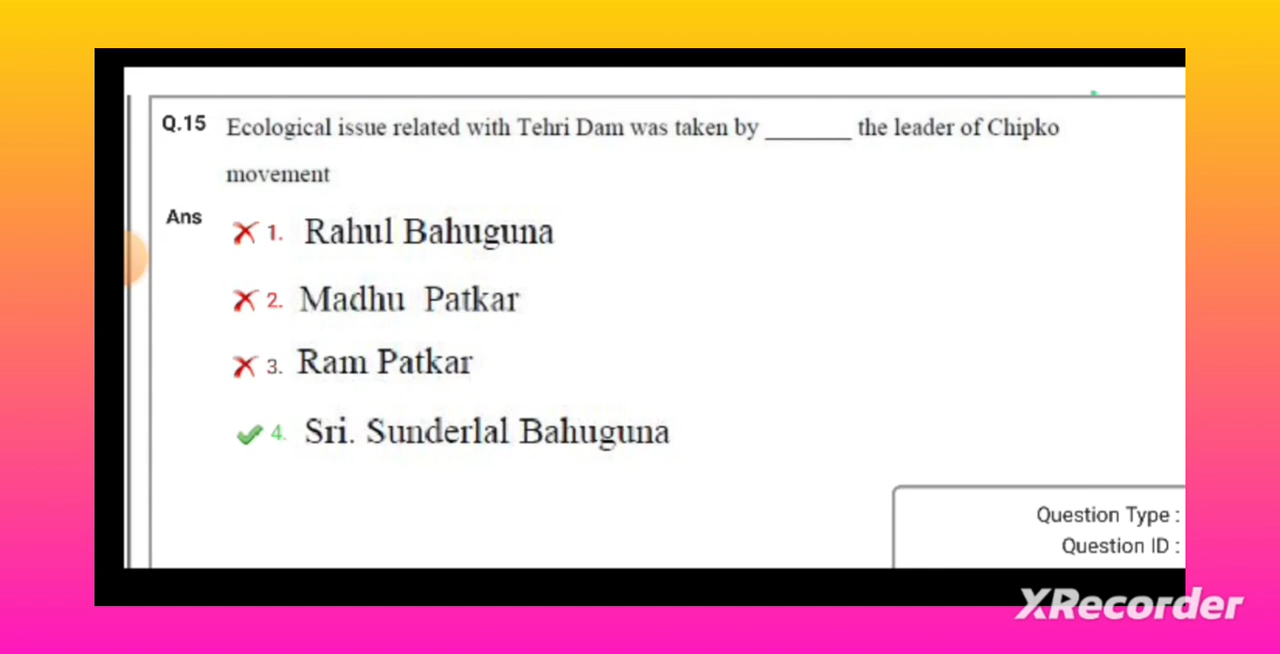 Q.15 Ecological issue related with Tehri Dam was taken by _______ the leader of Chipko
movement
Ans
1. Rahul Bahuguna
2. Madhu Patkar
3. Ram Patkar
4. Sri. Sunderlal Bahuguna
Question Type :
Question ID :
XRecorder